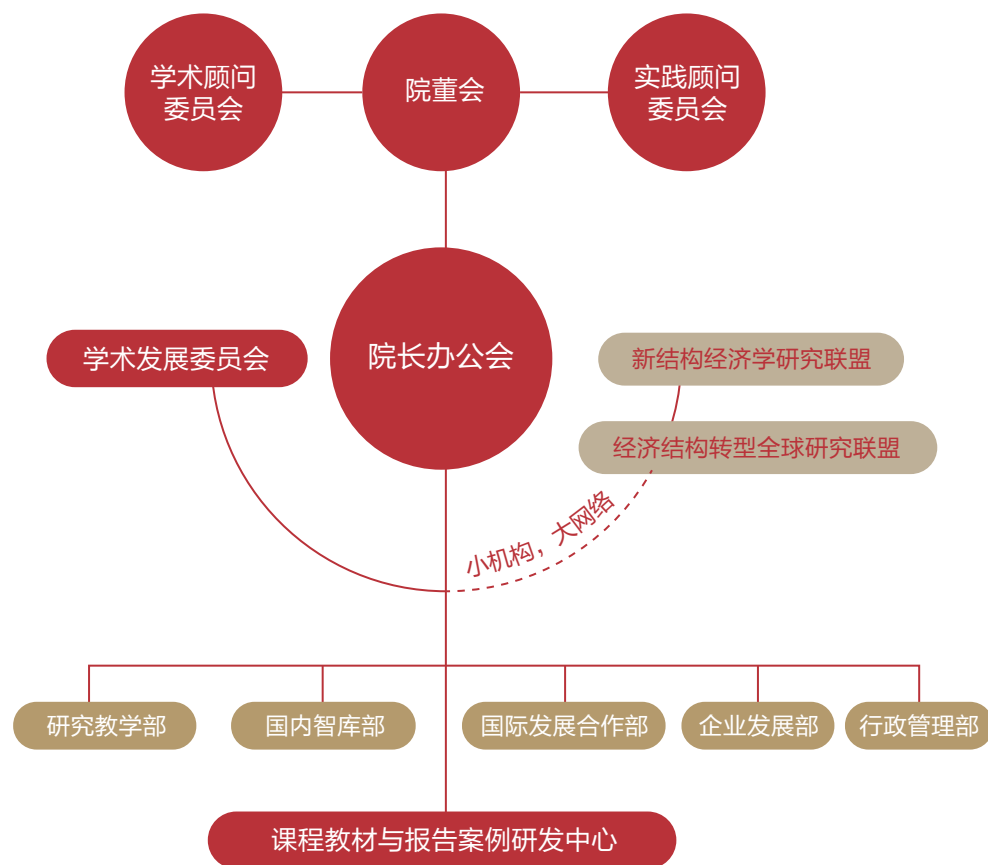 学术顾问
委员会
院董会
实践顾问
委员会
院长办公会
学术发展委员会
新结构经济学研究联盟
经济结构转型全球研究联盟
小机构，大网络
研究教学部
国内智库部
国际发展合作部
企业发展部
行政管理部
课程教材与报告案例研发中心